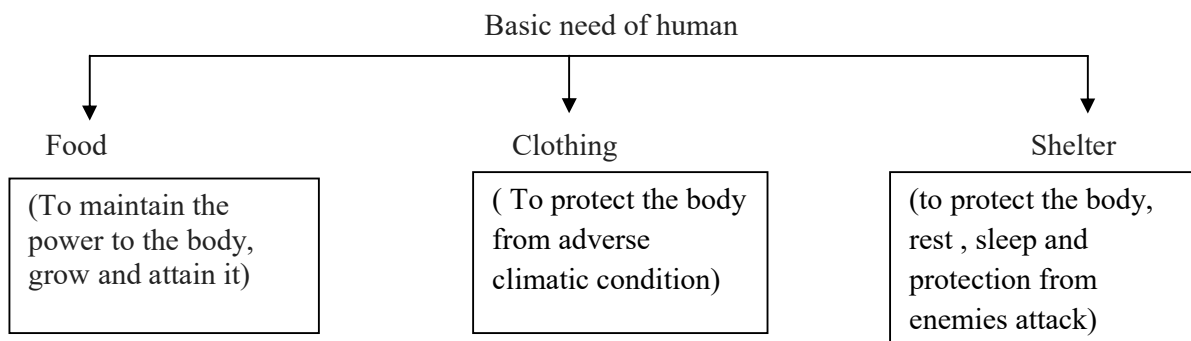 Basic need of human
Food
Clothing
Shelter
(To maintain the
power to the body,
grow and attain it)
( To protect the body
from adverse
climatic condition)
(to protect the body,
rest , sleep and
protection from
enemies attack)